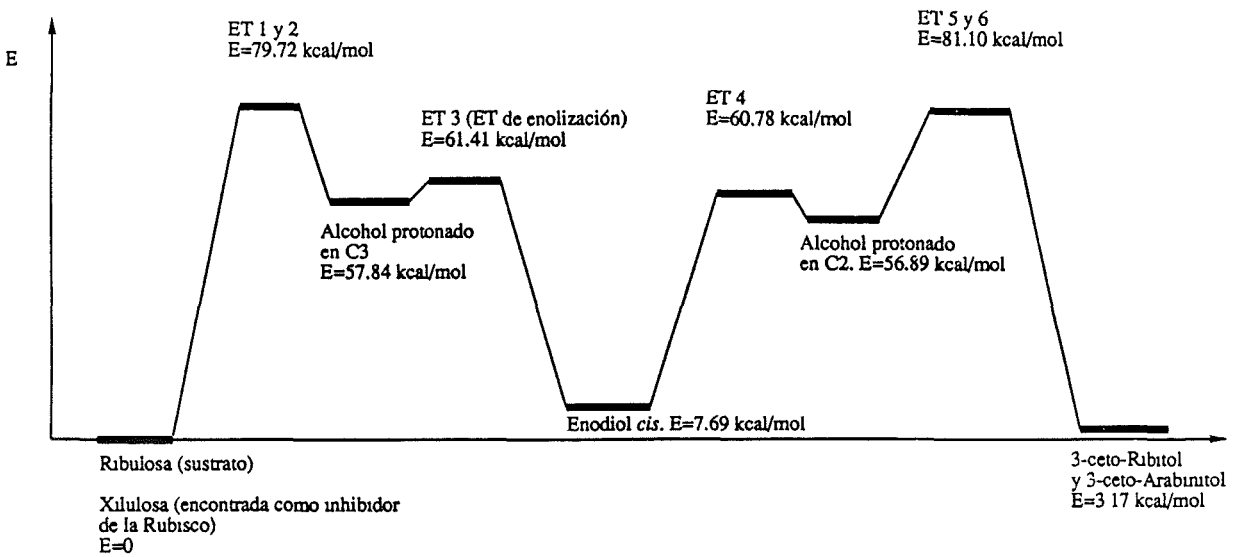 E
ET 1 y 2
E=79.72 kcal/mol
ET 3 (ET de enolización)
E=61.41 kcal/mol
Alcohol protonado
en C3
E=57.84 kcal/mol
Enodiol cis. E=7.69 kcal/mol
ET 4
E=60.78 kcal/mol
Alcohol protonado
en C2. E=56.89 kcal/mol
ET 5 y 6
E=81.10 kcal/mol
Ribulosa (sustrato)
Xilulosa (encontrada como inhibidor
de la Rubisco)
E=0
3-ceto-Ribitol
y 3-ceto-Arabinitol
E=3 17 kcal/mol